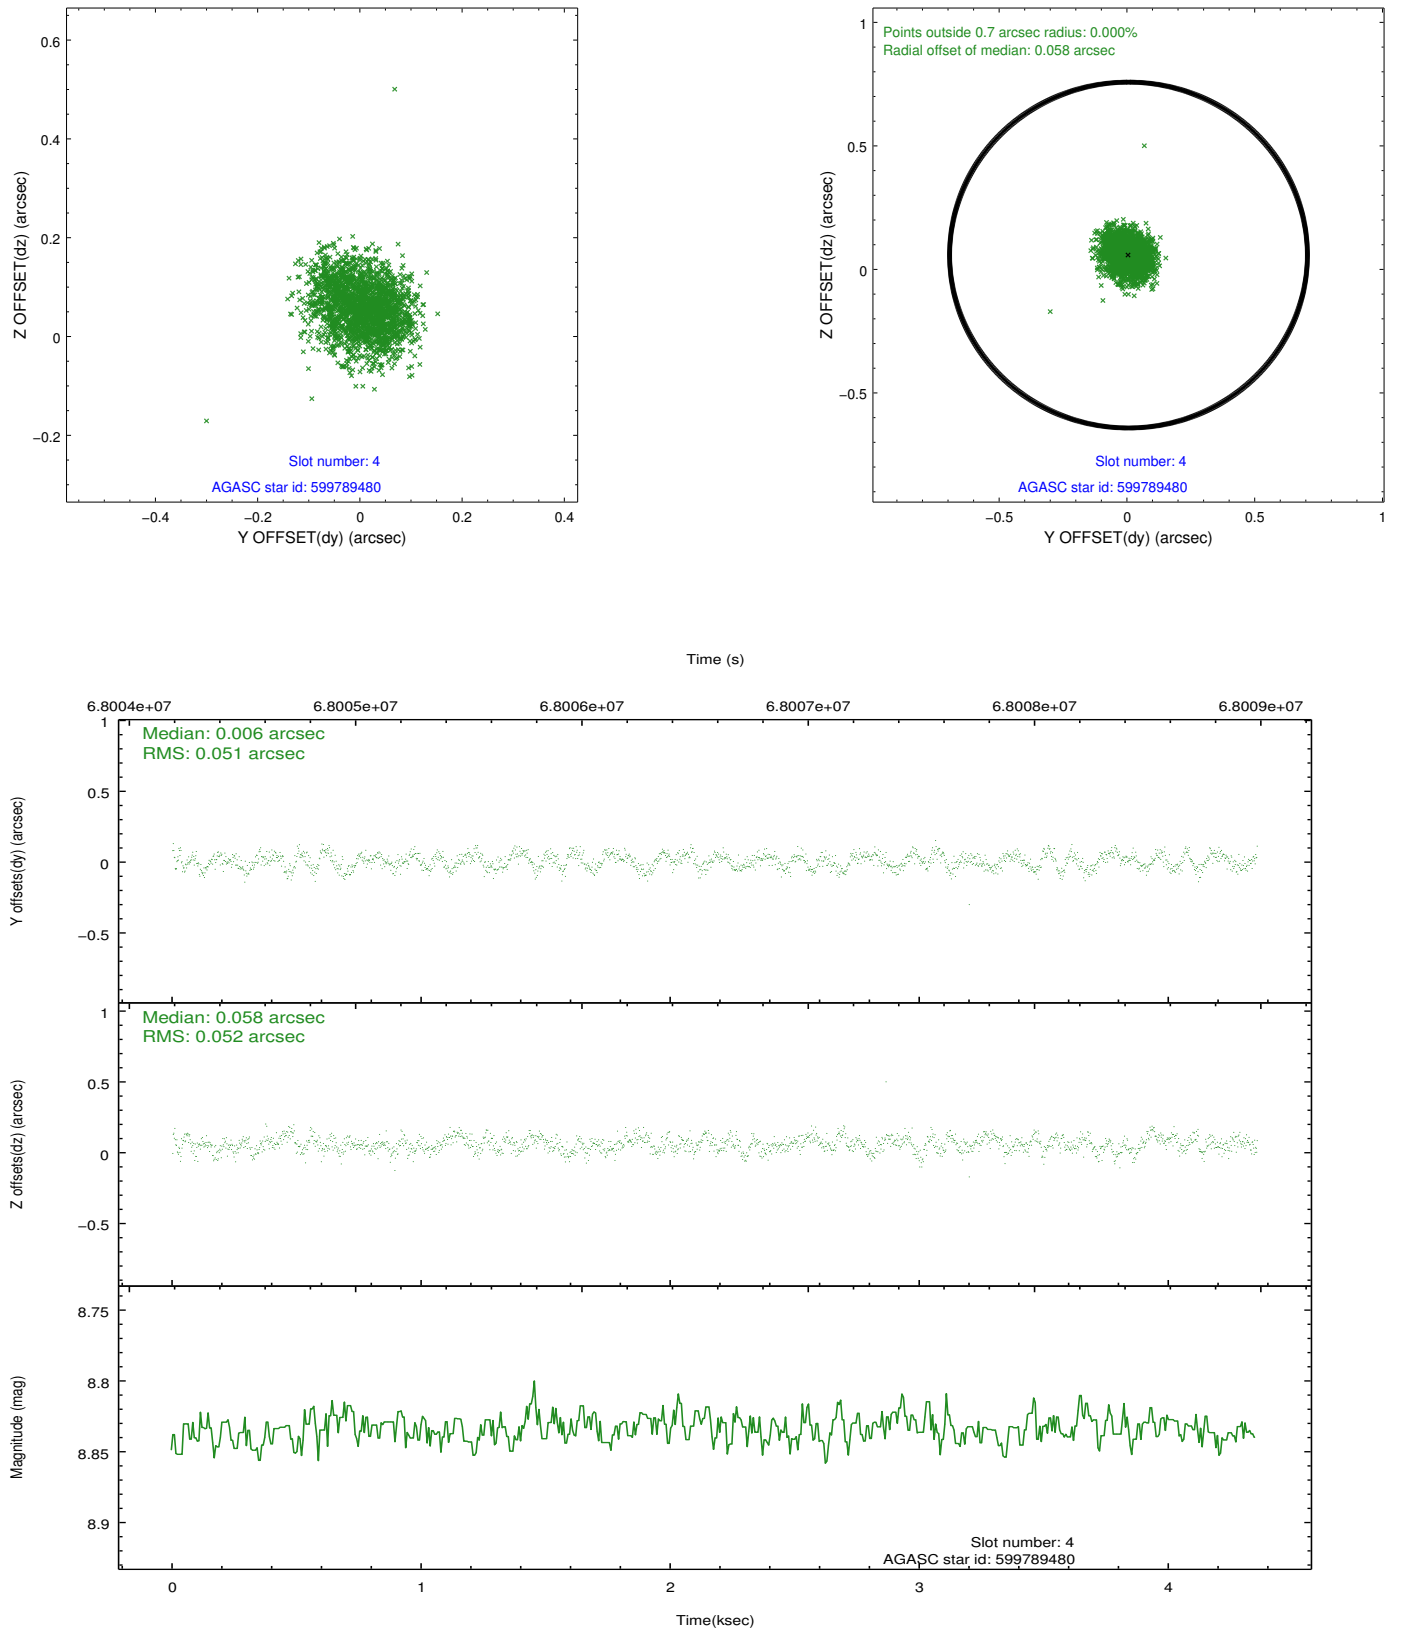 0.6
0.4
0.2
0
−0.2
Z OFFSET(dz) (arcsec)
Slot number: 4
AGASC star id: 599789480
−0.4 −0.2 0 0.2 0.4
Y OFFSET(dy) (arcsec)
Points outside 0.7 arcsec radius: 0.000%
Radial offset of median: 0.058 arcsec
1
0.5
0
−0.5
Z OFFSET(dz) (arcsec)
Slot number: 4
AGASC star id: 599789480
−0.5 0 0.5 1
Y OFFSET(dy) (arcsec)
Time (s)
6.8004e+07 6.8005e+07 6.8006e+07 6.8007e+07 6.8008e+07 6.8009e+07
Median: 0.006 arcsec
RMS: 0.051 arcsec
1
0.5
0
−0.5
Y offsets(dy) (arcsec)
Median: 0.058 arcsec
RMS: 0.052 arcsec
1
0.5
0
−0.5
Z offsets(dz) (arcsec)
8.75
8.8
8.85
8.9
Magnitude (mag)
Slot number: 4
AGASC star id: 599789480
0 1 2 3 4
Time(ksec)